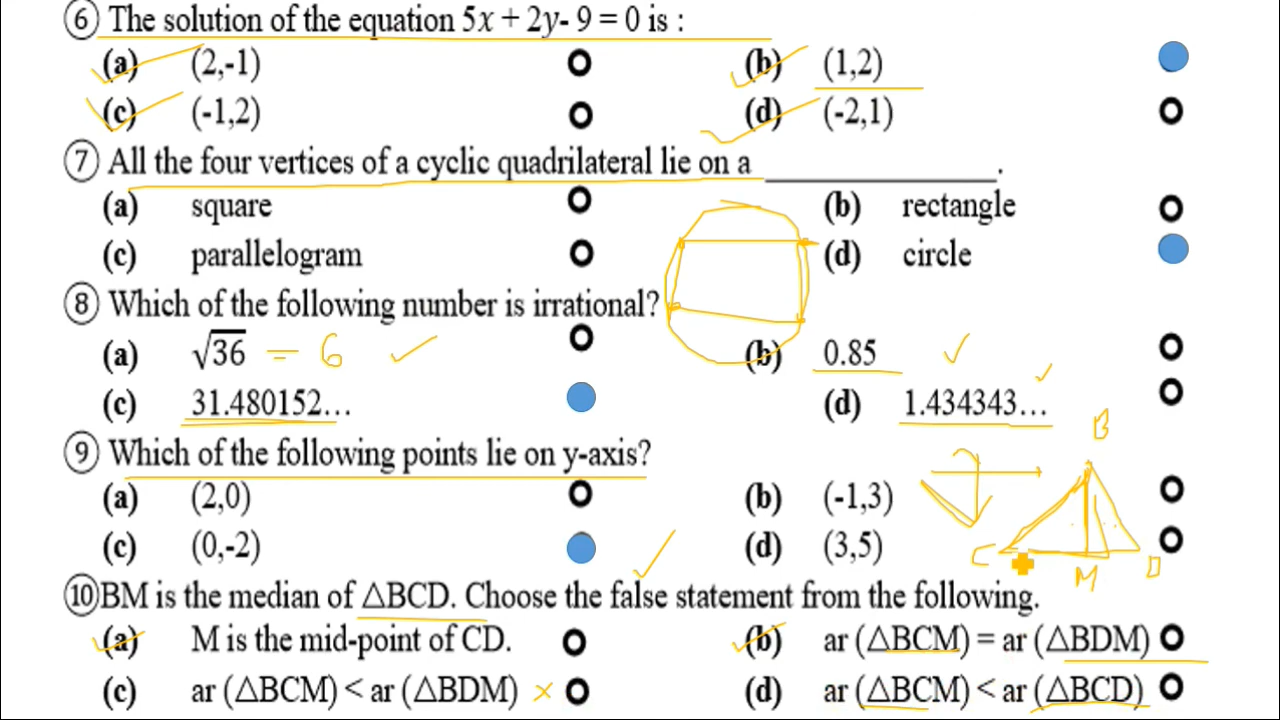 ⑥ The solution of the equation 5x + 2y- 9 = 0 is :
(a) (2,-1) (b) (1,2)
(c) (-1,2) (d) (-2,1)
⑦ All the four vertices of a cyclic quadrilateral lie on a ________________.
(a) square (b) rectangle
(c) parallelogram (d) circle
⑧ Which of the following number is irrational?
(a) √36 = 6 (b) 0.85
(c) 31.480152... (d) 1.434343...
B
⑨ Which of the following points lie on y-axis?
(a) (2,0) (b) (-1,3)
(c) (0,-2) (d) (3,5)
C M D
⑩ BM is the median of △BCD. Choose the false statement from the following.
(a) M is the mid-point of CD. (b) ar (△BCM) = ar (△BDM)
(c) ar (△BCM) < ar (△BDM) × (d) ar (△BCM) < ar (△BCD)